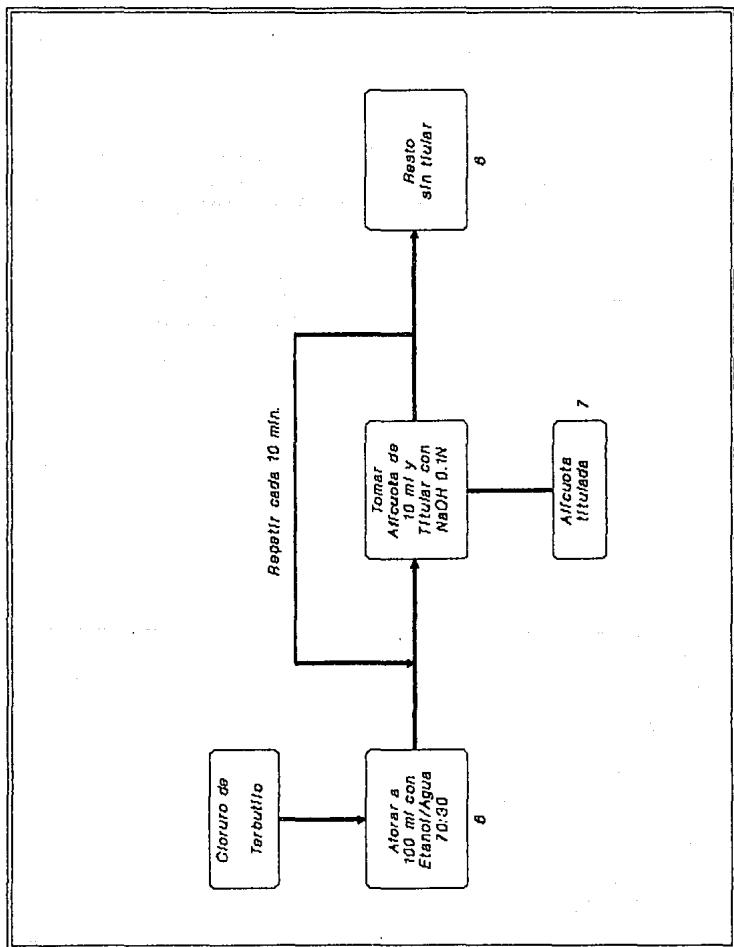 Cloruro de
Terbutilo
Aforar a
100 ml con
Etanol/Agua
70:30
6
Repetir cada 10 min.
Tomar
Alícuota de
10 ml y
Titular con
NaOH 0.1N
Alícuota
titulada
7
Resto
sin titular
6